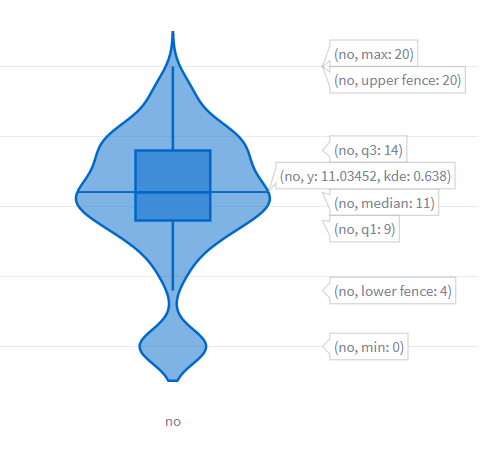 (no, max: 20)
(no, upper fence: 20)
(no, q3: 14)
(no, y: 11.03452, kde: 0.638)
(no, median: 11)
(no, q1: 9)
(no, lower fence: 4)
(no, min: 0)
no